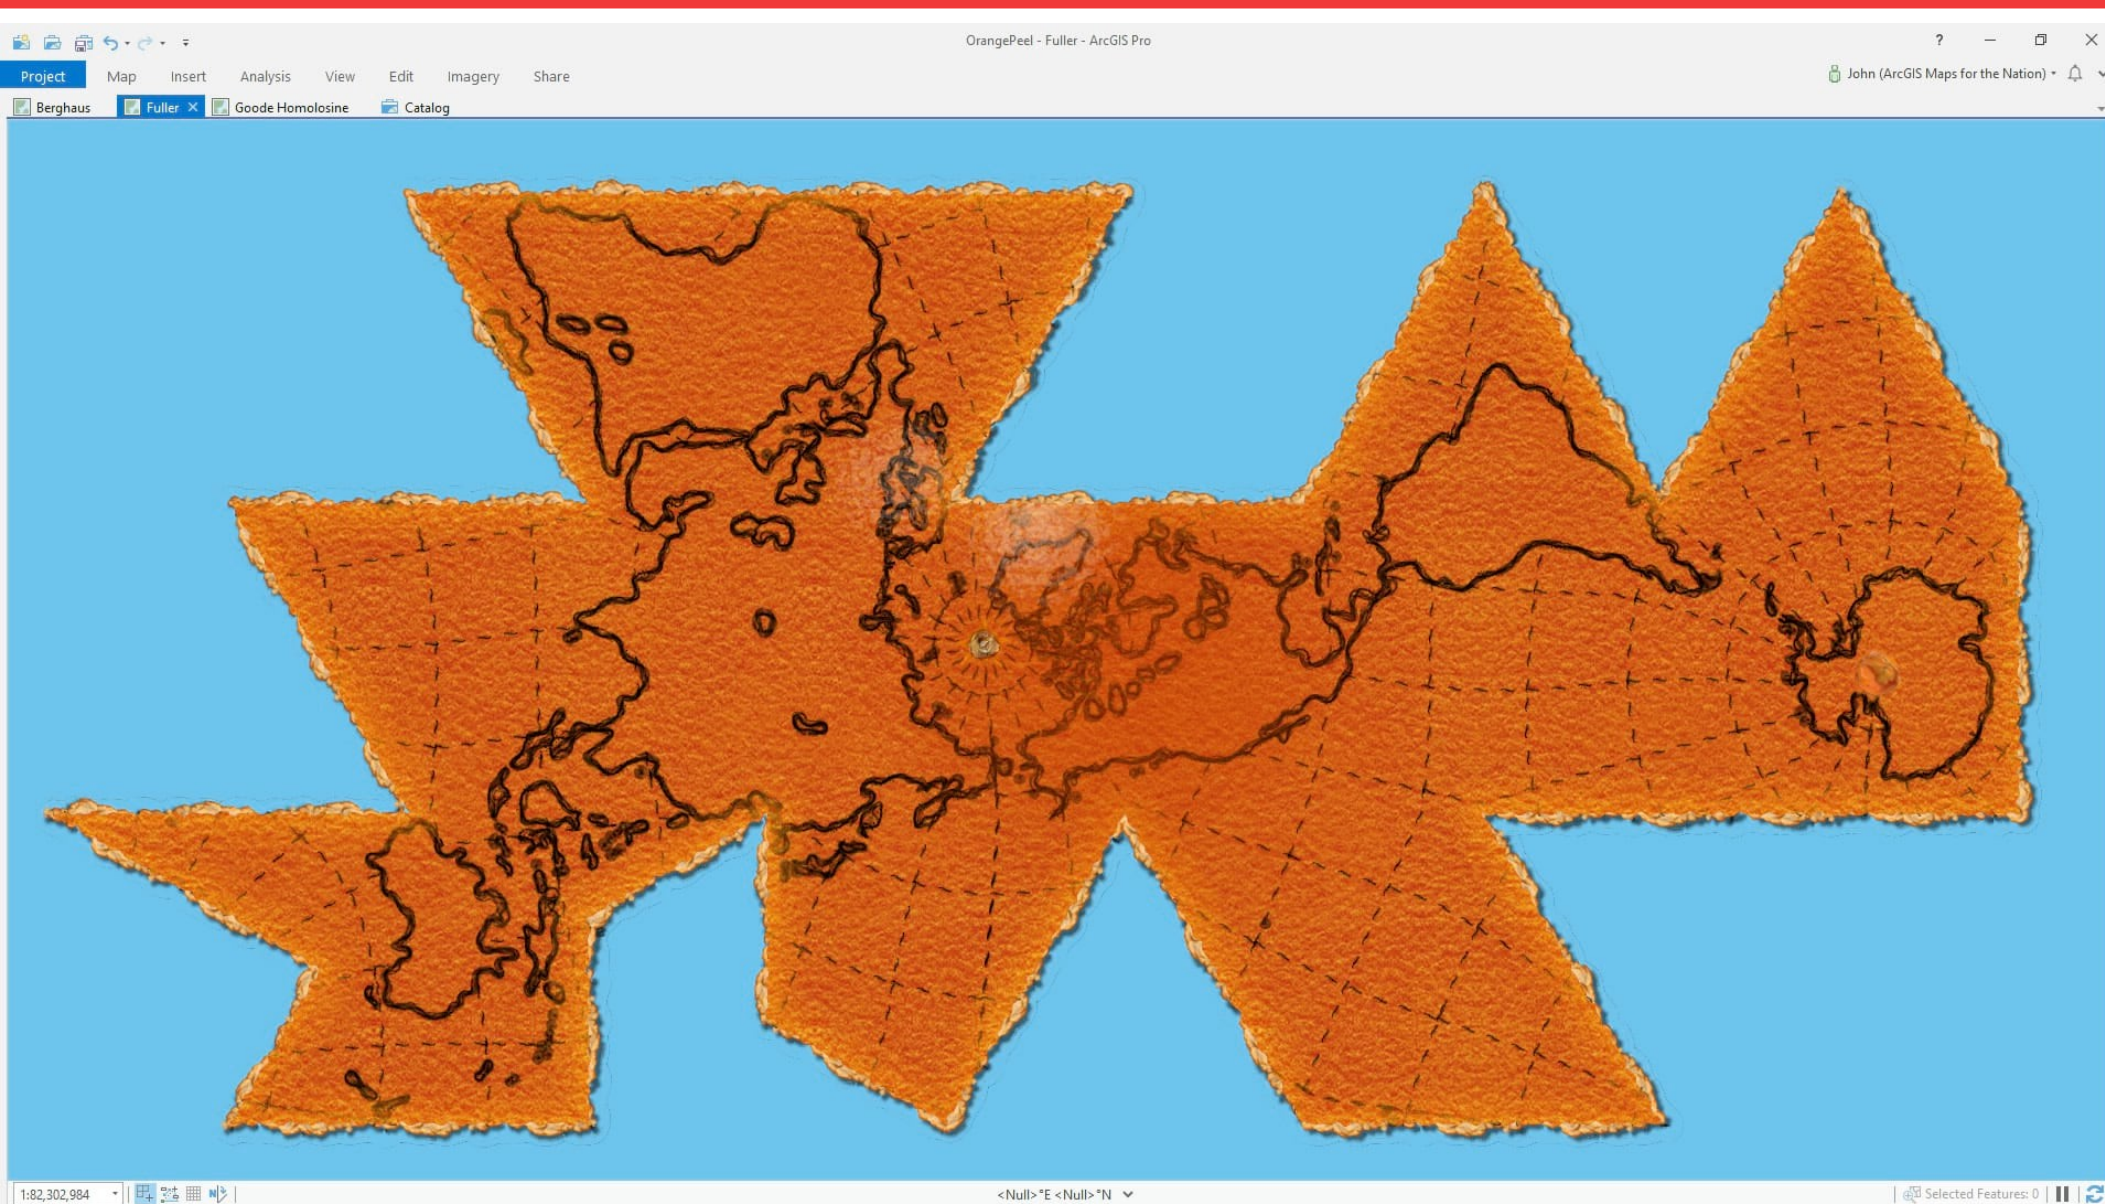 OrangePeel - Fuller - ArcGIS Pro
?
Project Map Insert Analysis View Edit Imagery Share
John (ArcGIS Maps for the Nation)
Berghaus Fuller Goode Homolosine Catalog
1:82,302,984
<Null>°E <Null>°N
Selected Features: 0